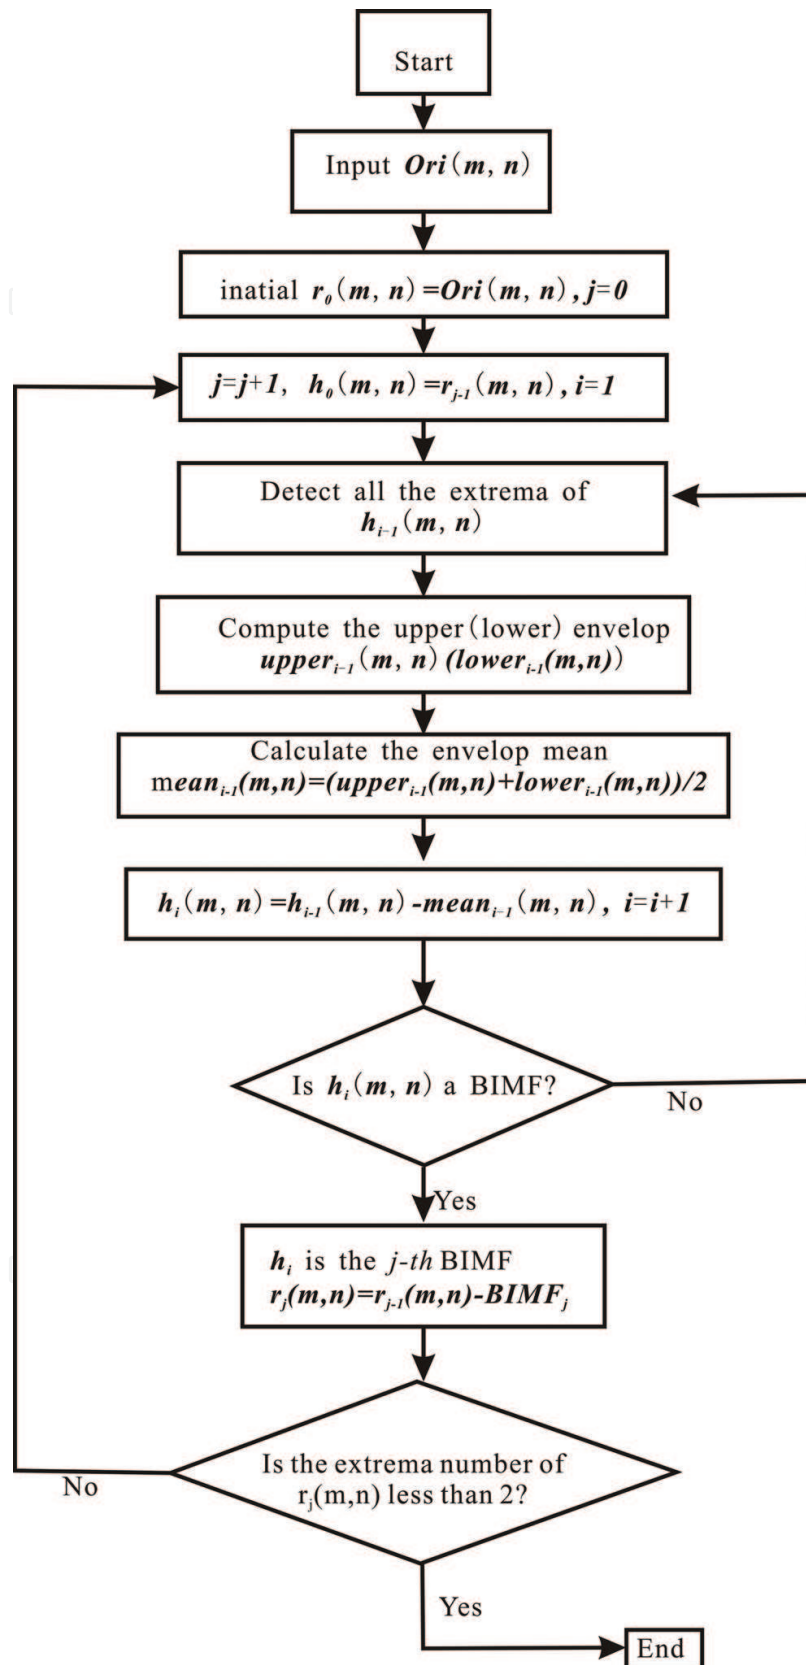 Start
Input Ori(m, n)
inatial r₀(m, n)=Ori(m, n), j=0
j=j+1, h₀(m, n)=rⱼ₋₁(m, n), i=1
Detect all the extrema of
hᵢ₋₁(m, n)
Compute the upper(lower) envelop
upperᵢ₋₁(m, n)(lowerᵢ₋₁(m,n))
Calculate the envelop mean
meanᵢ₋₁(m,n)=(upperᵢ₋₁(m,n)+lowerᵢ₋₁(m,n))/2
hᵢ(m, n)=hᵢ₋₁(m, n)-meanᵢ₋₁(m, n), i=i+1
Is hᵢ(m, n) a BIMF?
No
Yes
hᵢ is the j-th BIMF
rⱼ(m,n)=rⱼ₋₁(m,n)-BIMFⱼ
Is the extrema number of
rⱼ(m,n) less than 2?
No
Yes
End